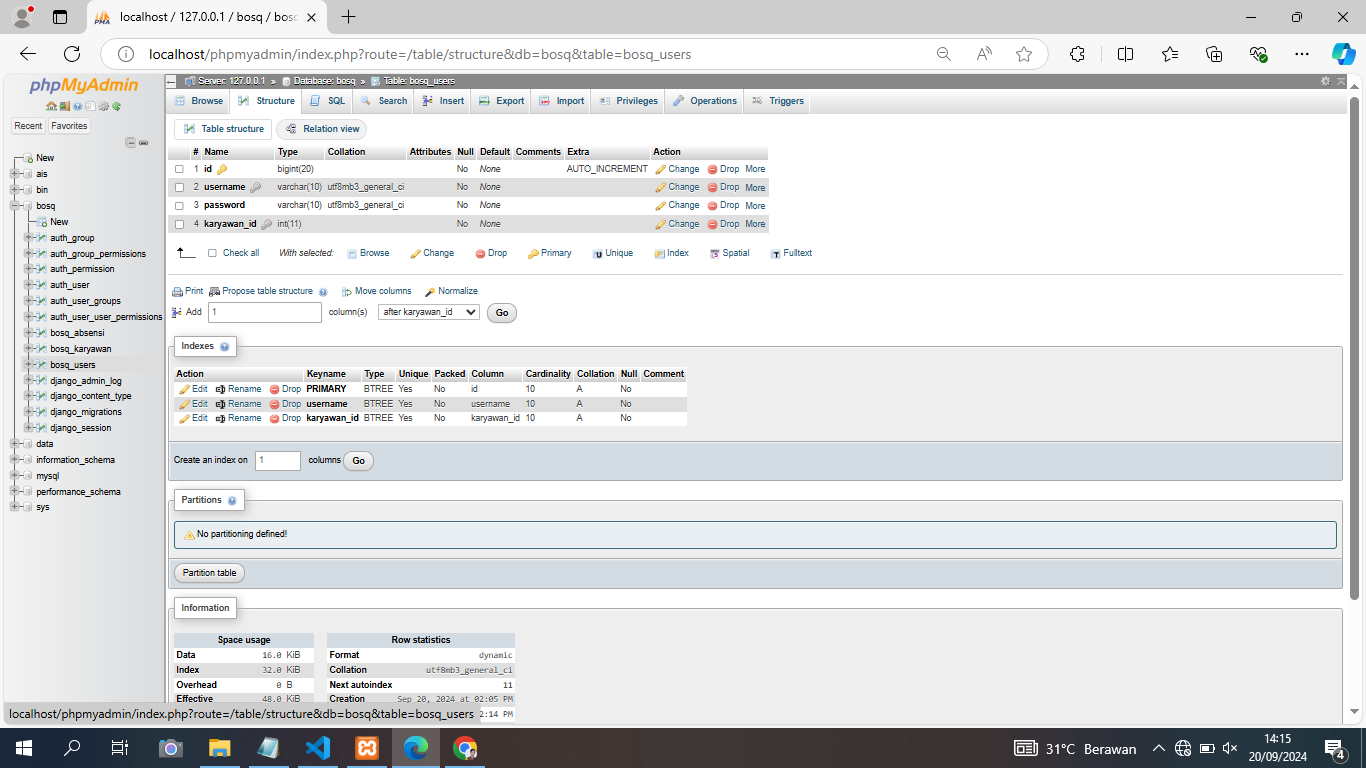 localhost / 127.0.0.1 / bosq / bosq
localhost/phpmyadmin/index.php?route=/table/structure&db=bosq&table=bosq_users
phpMyAdmin
Recent Favorites
New
ais
bin
bosq
New
auth_group
auth_group_permissions
auth_permission
auth_user
auth_user_groups
auth_user_user_permissions
bosq_absensi
bosq_karyawan
bosq_users
django_admin_log
django_content_type
django_migrations
django_session
data
information_schema
mysql
performance_schema
sys
Server: 127.0.0.1 » Database: bosq » Table: bosq_users
Browse Structure SQL Search Insert Export Import Privileges Operations Triggers
Table structure Relation view
# Name Type Collation Attributes Null Default Comments Extra Action
1 id bigint(20) No None AUTO_INCREMENT Change Drop More
2 username varchar(10) utf8mb3_general_ci No None Change Drop More
3 password varchar(10) utf8mb3_general_ci No None Change Drop More
4 karyawan_id int(11) No None Change Drop More
Check all With selected: Browse Change Drop Primary Unique Index Spatial Fulltext
Print Propose table structure Move columns Normalize
Add 1 column(s) after karyawan_id Go
Indexes
Action Keyname Type Unique Packed Column Cardinality Collation Null Comment
Edit Rename Drop PRIMARY BTREE Yes No id 10 A No
Edit Rename Drop username BTREE Yes No username 10 A No
Edit Rename Drop karyawan_id BTREE Yes No karyawan_id 10 A No
Create an index on 1 columns Go
Partitions
No partitioning defined!
Partition table
Information
Space usage
Data 16.0 KiB
Index 32.0 KiB
Overhead 0 B
Effective 48.0 KiB
Row statistics
Format dynamic
Collation utf8mb3_general_ci
Next autoindex 11
Creation Sep 20, 2024 at 02:05 PM
2:14 PM
localhost/phpmyadmin/index.php?route=/table/structure&db=bosq&table=bosq_users
31°C Berawan
14:15
20/09/2024
4